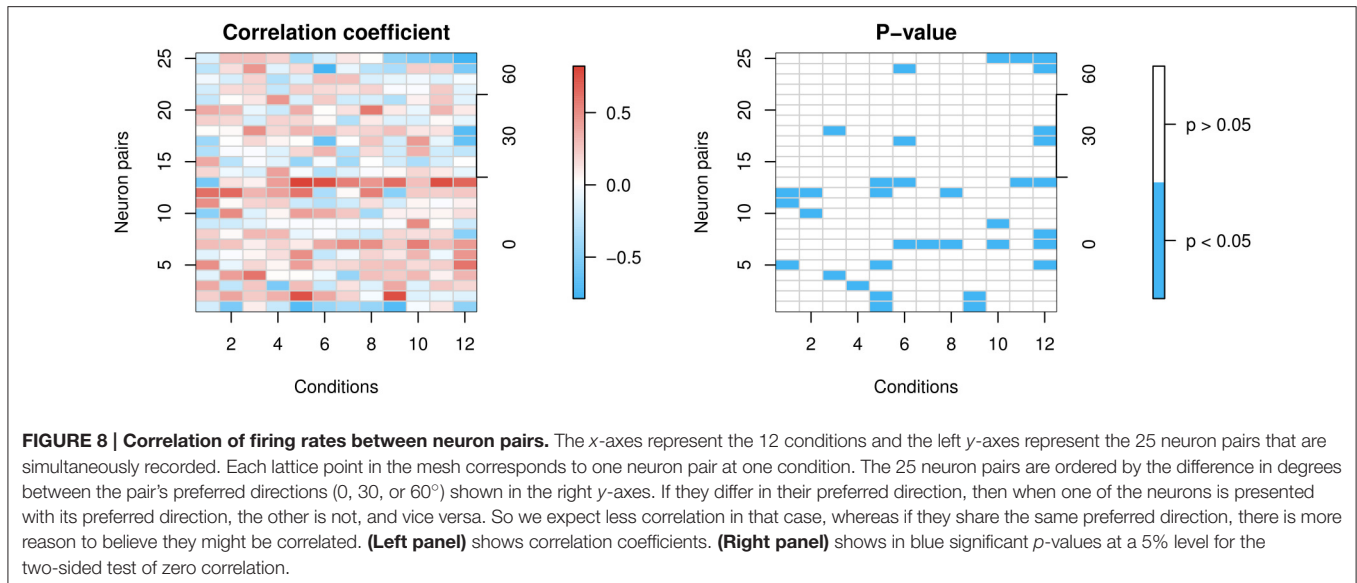 Correlation coefficient
25
20
15
10
5
Neuron pairs
60
30
0
2 4 6 8 10 12
Conditions
0.5
0.0
−0.5
P−value
25
20
15
10
5
Neuron pairs
60
30
0
2 4 6 8 10 12
Conditions
p > 0.05
p < 0.05
FIGURE 8 | Correlation of firing rates between neuron pairs. The x-axes represent the 12 conditions and the left y-axes represent the 25 neuron pairs that are
simultaneously recorded. Each lattice point in the mesh corresponds to one neuron pair at one condition. The 25 neuron pairs are ordered by the difference in degrees
between the pair's preferred directions (0, 30, or 60°) shown in the right y-axes. If they differ in their preferred direction, then when one of the neurons is presented
with its preferred direction, the other is not, and vice versa. So we expect less correlation in that case, whereas if they share the same preferred direction, there is more
reason to believe they might be correlated. (Left panel) shows correlation coefficients. (Right panel) shows in blue significant p-values at a 5% level for the
two-sided test of zero correlation.